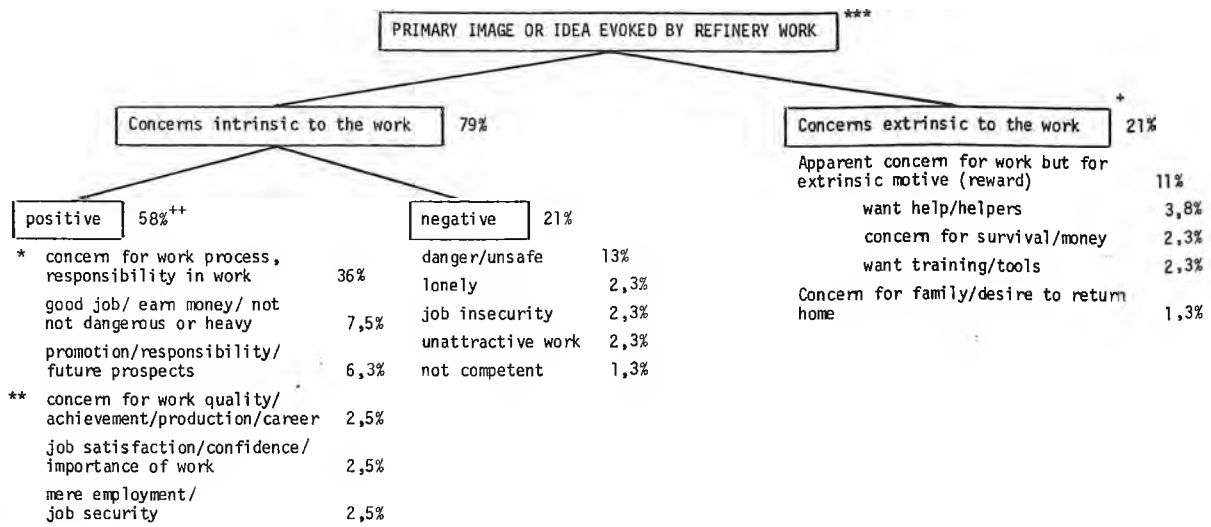 PRIMARY IMAGE OR IDEA EVOKED BY REFINERY WORK ***
Concerns intrinsic to the work 79%
+
Concerns extrinsic to the work 21%
positive 58%++
* concern for work process,
responsibility in work 36%
good job/ earn money/ not
not dangerous or heavy 7,5%
promotion/responsibility/
future prospects 6,3%
** concern for work quality/
achievement/production/career 2,5%
job satisfaction/confidence/
importance of work 2,5%
mere employment/
job security 2,5%
negative 21%
danger/unsafe 13%
lonely 2,3%
job insecurity 2,3%
unattractive work 2,3%
not competent 1,3%
Apparent concern for work but for
extrinsic motive (reward) 11%
want help/helpers 3,8%
concern for survival/money 2,3%
want training/tools 2,3%
Concern for family/desire to return
home 1,3%